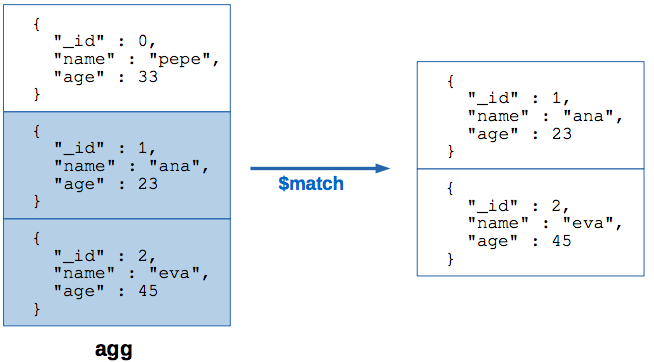 {
"_id" : 0,
"name" : "pepe",
"age" : 33
}
{
"_id" : 1,
"name" : "ana",
"age" : 23
}
{
"_id" : 2,
"name" : "eva",
"age" : 45
}
agg
$match
{
"_id" : 1,
"name" : "ana",
"age" : 23
}
{
"_id" : 2,
"name" : "eva",
"age" : 45
}